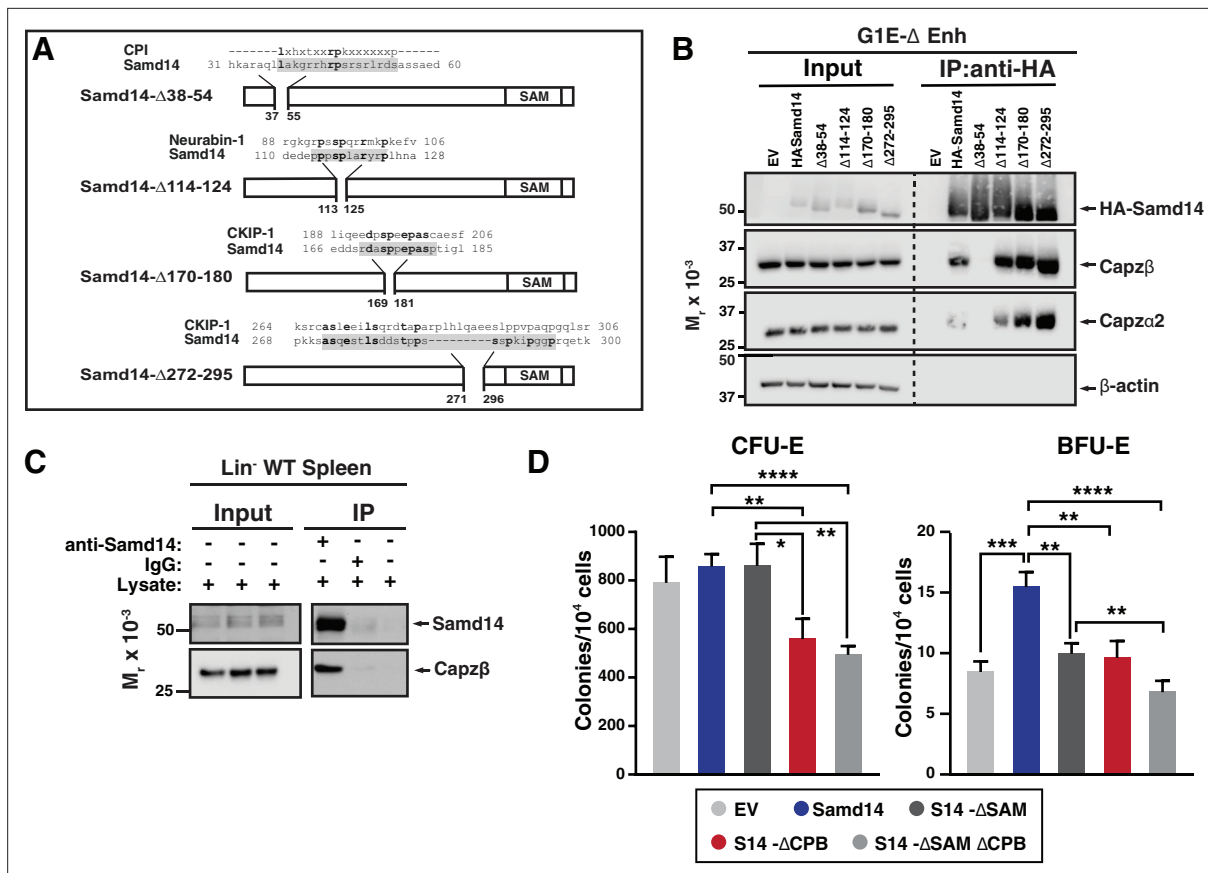 A
CPI -------lxhxtxxrpkxxxxxxp------
Samd14 31 hkaraqllakgrrhrpsrsrlrdsassaed 60
Samd14-Δ38-54
SAM
37 55
Neurabin-1 88 rgkgrpsspqrrmkpkefv 106
Samd14 110 dedepppsplaryrplhna 128
Samd14-Δ114-124
SAM
113 125
CKIP-1 188 liqeedpspeepascaesf 206
Samd14 166 eddsrdasppepasptigl 185
Samd14-Δ170-180
SAM
169 181
CKIP-1 264 ksrcasleeilsqrdtaparplhlqaeeslppvpaqpgqlsr 306
Samd14 268 pkksasqestlsddstpps----------sspkipggprqetk 300
Samd14-Δ272-295
SAM
271 296
B
G1E-Δ Enh
Input IP:anti-HA
EV HASamd14 Δ38-54 Δ114-124 Δ170-180 Δ272-295 EV HA-Samd14 Δ38-54 Δ114-124 Δ170-180 Δ272-295
50 HA-Samd14
37
25 Capzβ
37
25 Capzα2
50
37 β-actin
Mr x 10-3
C
Lin- WT Spleen
Input IP
anti-Samd14: - - - + - -
IgG: - - - - + -
Lysate: + + + + + +
50 Samd14
25 Capzβ
Mr x 10-3
D
CFU-E
****
**
**
*
1000
800
600
400
200
0
Colonies/10^4 cells
BFU-E
****
**
*** **
**
20
15
10
5
0
Colonies/10^4 cells
EV Samd14 S14 -ΔSAM
S14 -ΔCPB S14 -ΔSAM ΔCPB